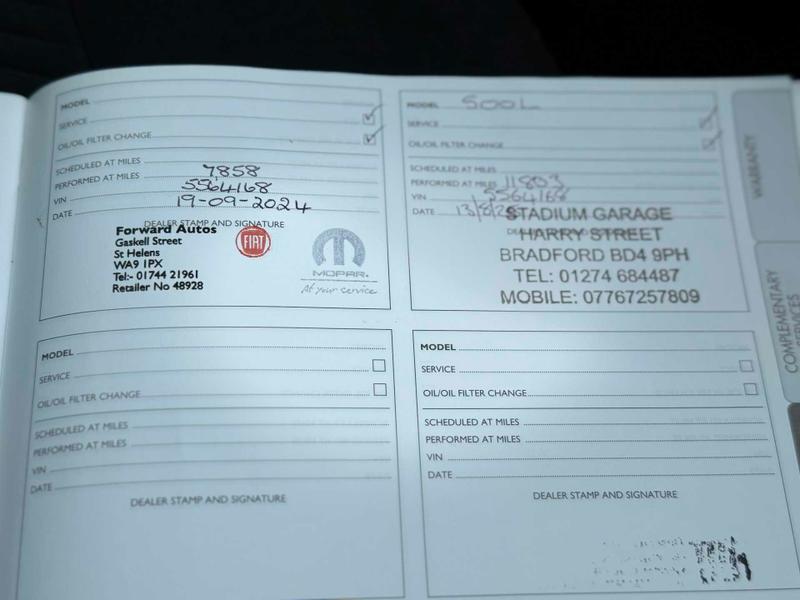 MODEL
SERVICE
OIL/OIL FILTER CHANGE
SCHEDULED AT MILES
PERFORMED AT MILES 7858
VIN 5564168
DATE 19-09-2024
DEALER STAMP AND SIGNATURE
Forward Autos
Gaskell Street
St Helens
WA9 1PX
Tel:- 01744 21961
Retailer No 48928
FIAT
MOPAR
At your service
MODEL 500L
SERVICE
OIL/OIL FILTER CHANGE
SCHEDULED AT MILES
PERFORMED AT MILES 11803
VIN 5564168
DATE 13/8/25
STADIUM GARAGE
HARRY STREET
BRADFORD BD4 9PH
TEL: 01274 684487
MOBILE: 07767257809
MODEL
SERVICE
OIL/OIL FILTER CHANGE
SCHEDULED AT MILES
PERFORMED AT MILES
VIN
DATE
DEALER STAMP AND SIGNATURE
MODEL
SERVICE
OIL/OIL FILTER CHANGE
SCHEDULED AT MILES
PERFORMED AT MILES
VIN
DATE
DEALER STAMP AND SIGNATURE
WARRANTY
COMPLEMENTARY
SERVICES